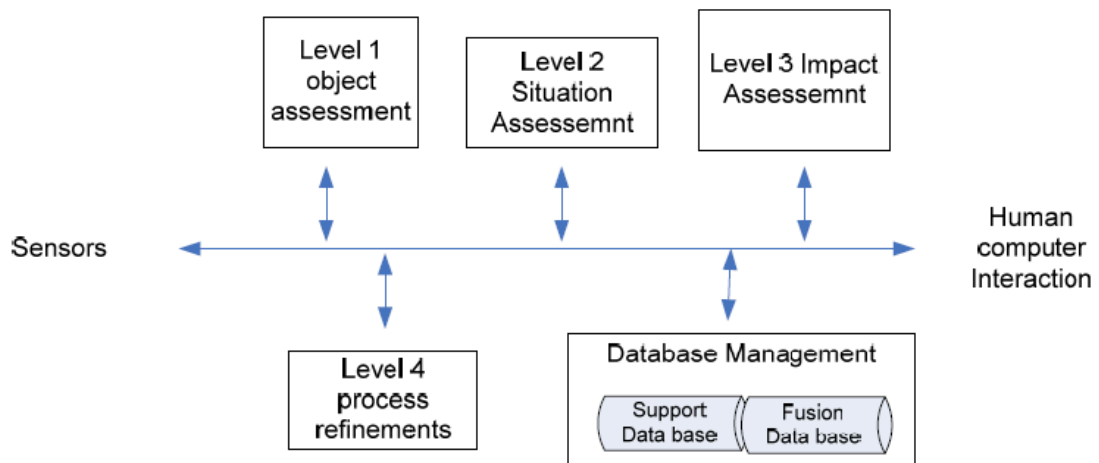 Level 1
object
assessment
Level 2
Situation
Assessemnt
Level 3 Impact
Assessemnt
Sensors
Human
computer
Interaction
Level 4
process
refinements
Database Management
Support
Data base
Fusion
Data base